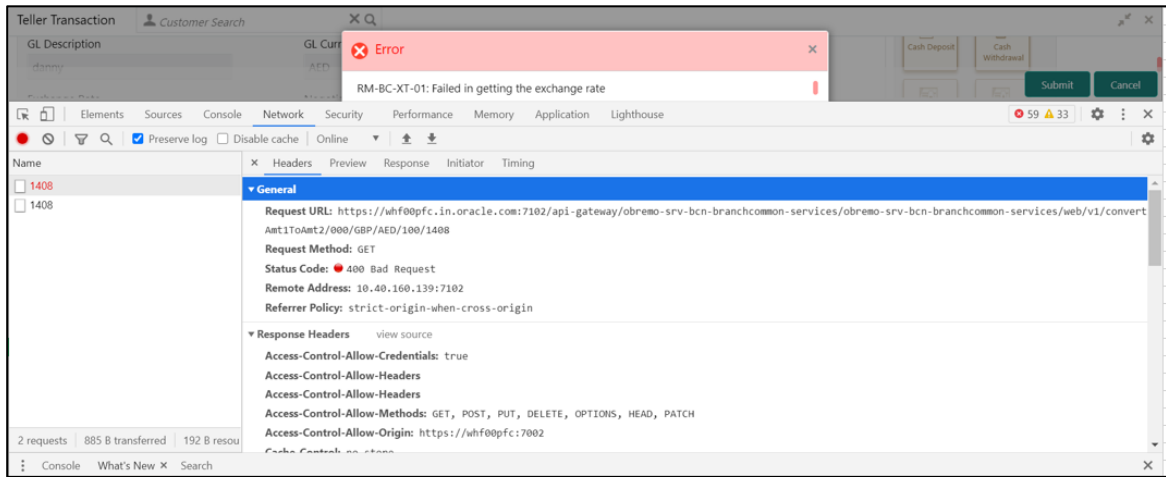 Teller Transaction Customer Search
GL Description GL Curr Error Cash Deposit Cash Withdrawal
danny AED
RM-BC-XT-01: Failed in getting the exchange rate Submit Cancel
Elements Sources Console Network Security Performance Memory Application Lighthouse 59 33
Preserve log Disable cache Online
Name Headers Preview Response Initiator Timing
1408 General
1408 Request URL: https://whf00pfc.in.oracle.com:7102/api-gateway/obremo-srv-bcn-branchcommon-services/obremo-srv-bcn-branchcommon-services/web/v1/convert
Amt1ToAmt2/000/GBP/AED/100/1408
Request Method: GET
Status Code: 400 Bad Request
Remote Address: 10.40.160.139:7102
Referrer Policy: strict-origin-when-cross-origin
Response Headers view source
Access-Control-Allow-Credentials: true
Access-Control-Allow-Headers
Access-Control-Allow-Headers
Access-Control-Allow-Methods: GET, POST, PUT, DELETE, OPTIONS, HEAD, PATCH
2 requests 885 B transferred 192 B resou Access-Control-Allow-Origin: https://whf00pfc:7002
Console What's New Search